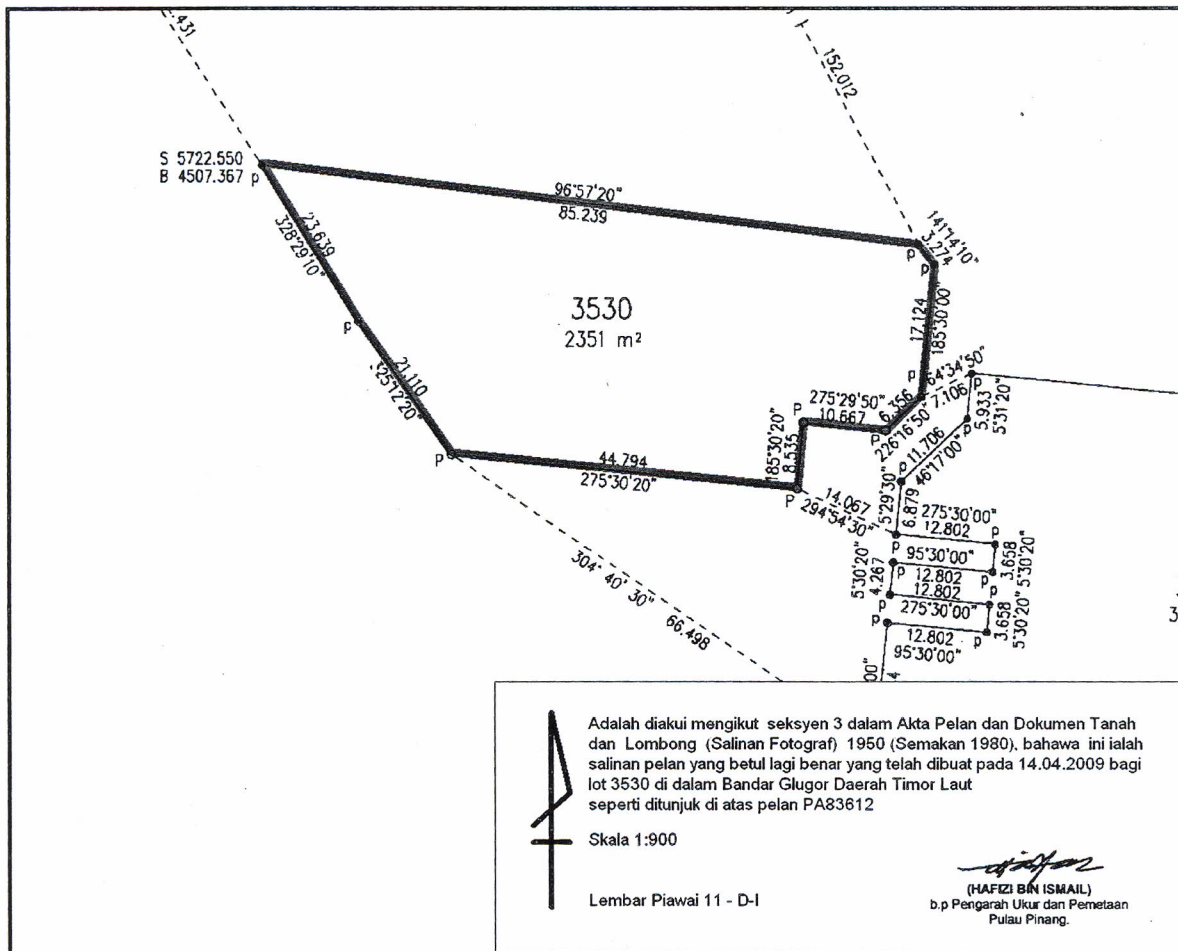 .431
152.012
S 5722.550
B 4507.367
p
96°57'20"
85.239
141°14'10"
3.274
p
p
23.639
328°29'10"
3530
2351 m²
17.124
185°30'00"
p
p
21.110
325°12'20"
64°34'50"
7.106
p
275°29'50"
10.667
6.356
226°16'50"
p
p
5.933
5°31'20"
p
11.706
46°17'00"
p
185°30'20"
8.535
p
44.794
275°30'20"
p
14.067
294°54'30"
5°29'30"
6.879
275°30'00"
12.802
p
p
95°30'00"
12.802
3.658
5°30'20"
p
5°30'20"
4.267
12.802
275°30'00"
p
p
3.658
5°30'20"
12.802
95°30'00"
p
304° 40' 30"
66.498
00"
4
3
Adalah diakui mengikut seksyen 3 dalam Akta Pelan dan Dokumen Tanah
dan Lombong (Salinan Fotograf) 1950 (Semakan 1980), bahawa ini ialah
salinan pelan yang betul lagi benar yang telah dibuat pada 14.04.2009 bagi
lot 3530 di dalam Bandar Glugor Daerah Timor Laut
seperti ditunjuk di atas pelan PA83612
Skala 1:900
Lembar Piawai 11 - D-I
(HAFIZI BIN ISMAIL)
b.p Pengarah Ukur dan Pemetaan
Pulau Pinang.